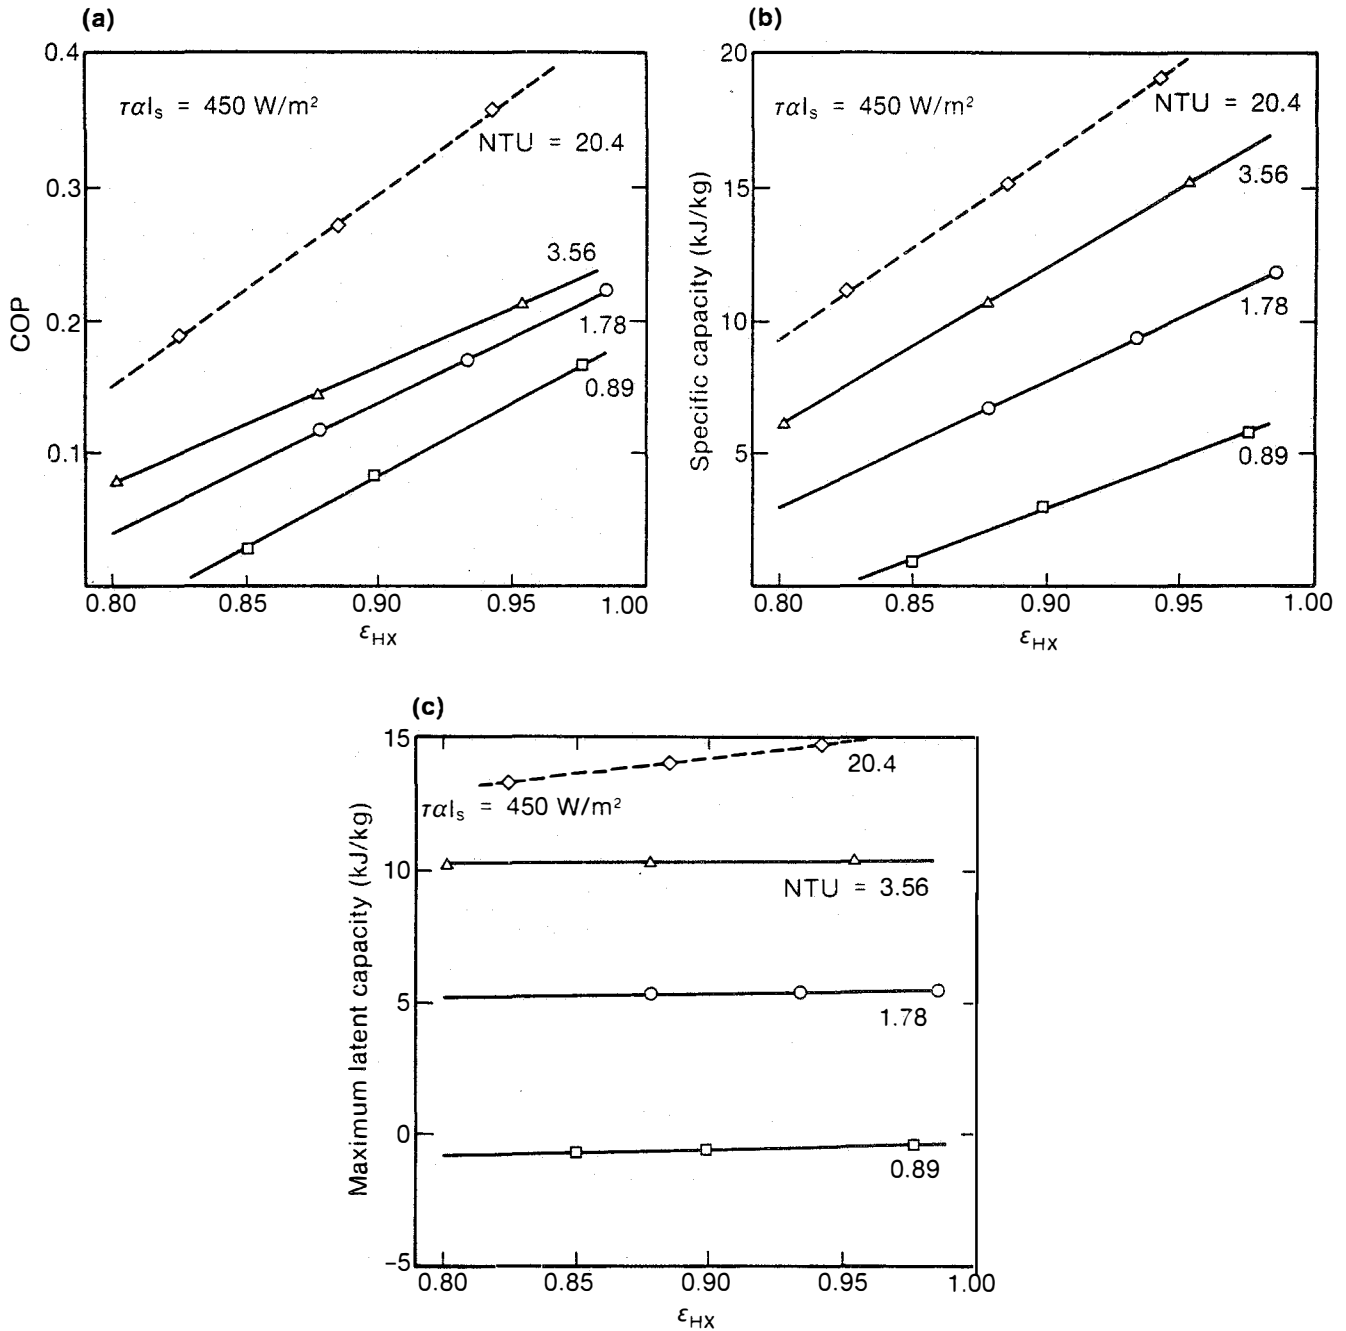 (a)
COP
0.4
0.3
0.2
0.1
ταIₛ = 450 W/m²
NTU = 20.4
3.56
1.78
0.89
0.80 0.85 0.90 0.95 1.00
ε_HX
(b)
Specific capacity (kJ/kg)
20
15
10
5
ταIₛ = 450 W/m²
NTU = 20.4
3.56
1.78
0.89
0.80 0.85 0.90 0.95 1.00
ε_HX
(c)
Maximum latent capacity (kJ/kg)
15
10
5
0
−5
20.4
ταIₛ = 450 W/m²
NTU = 3.56
1.78
0.89
0.80 0.85 0.90 0.95 1.00
ε_HX